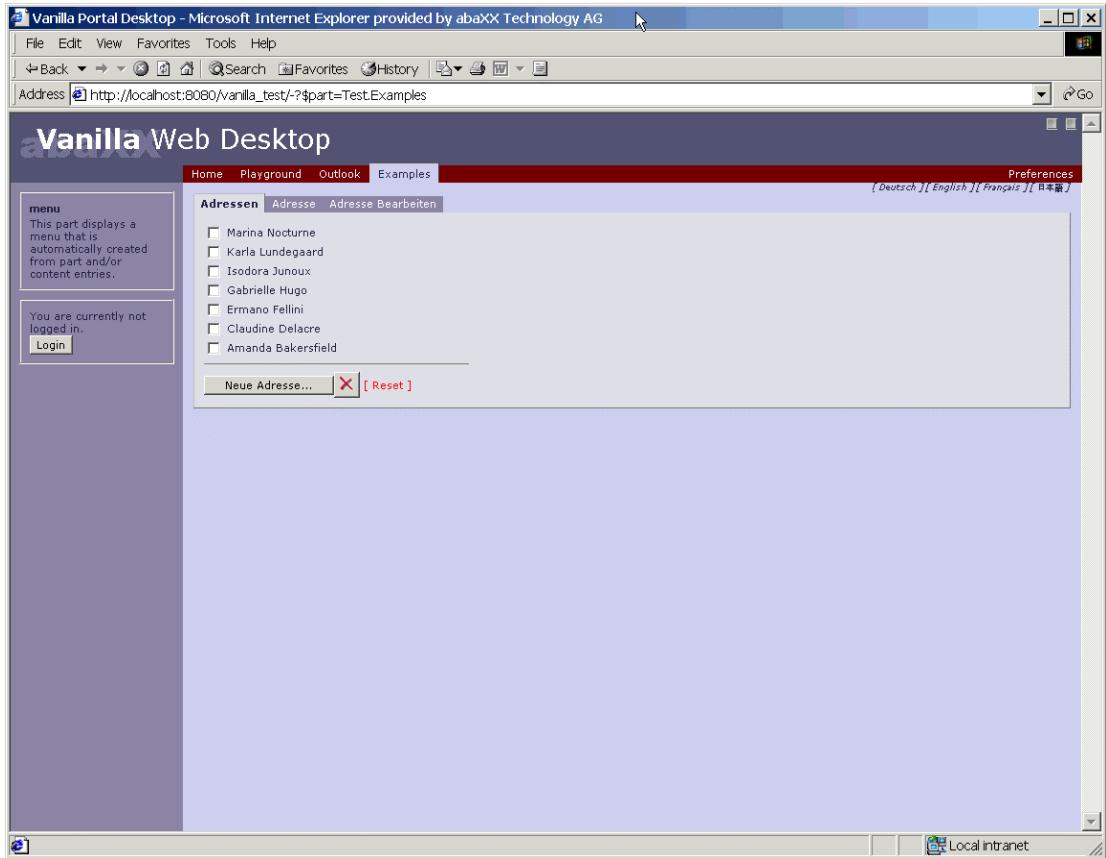 Vanilla Portal Desktop - Microsoft Internet Explorer provided by abaXX Technology AG
File Edit View Favorites Tools Help
Back Search Favorites History
Address http://localhost:8080/vanilla_test/-?$part=Test.Examples Go
abaXX
Vanilla Web Desktop
Home Playground Outlook Examples Preferences
[ Deutsch ][ English ][ Français ][ 日本語 ]
menu
This part displays a
menu that is
automatically created
from part and/or
content entries.
You are currently not
logged in.
Login
Adressen Adresse Adresse Bearbeiten
Marina Nocturne
Karla Lundegaard
Isodora Junoux
Gabrielle Hugo
Ermano Fellini
Claudine Delacre
Amanda Bakersfield
Neue Adresse... [ Reset ]
Local intranet